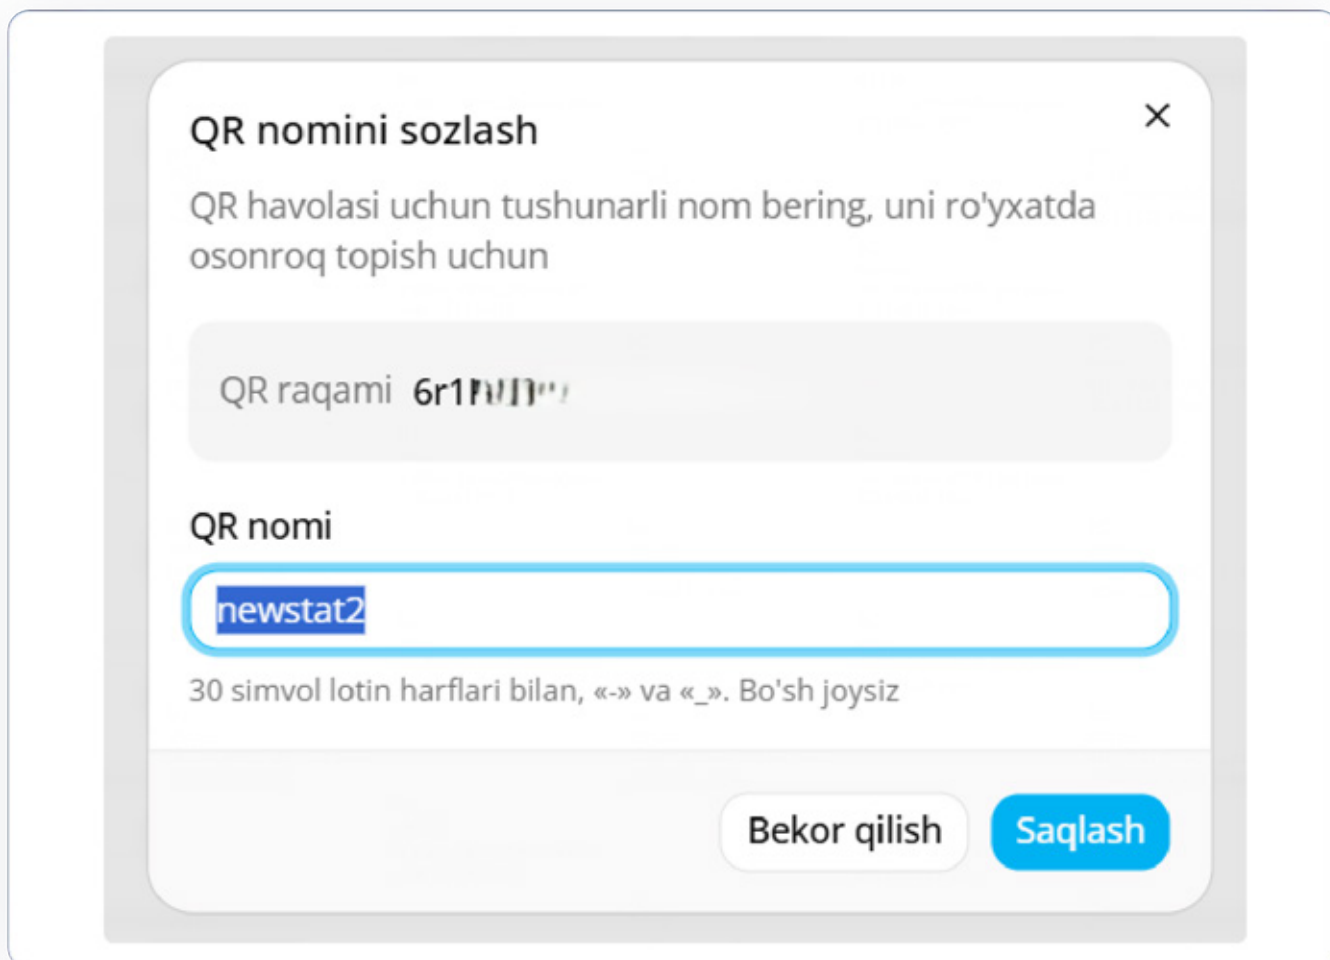 QR nomini sozlash
QR havolasi uchun tushunarli nom bering, uni ro'yxatda
osonroq topish uchun
QR raqami
QR nomi
newstat2
30 simvol lotin harflari bilan, «-» va «_». Bo'sh joysiz
Bekor qilish
Saqlash